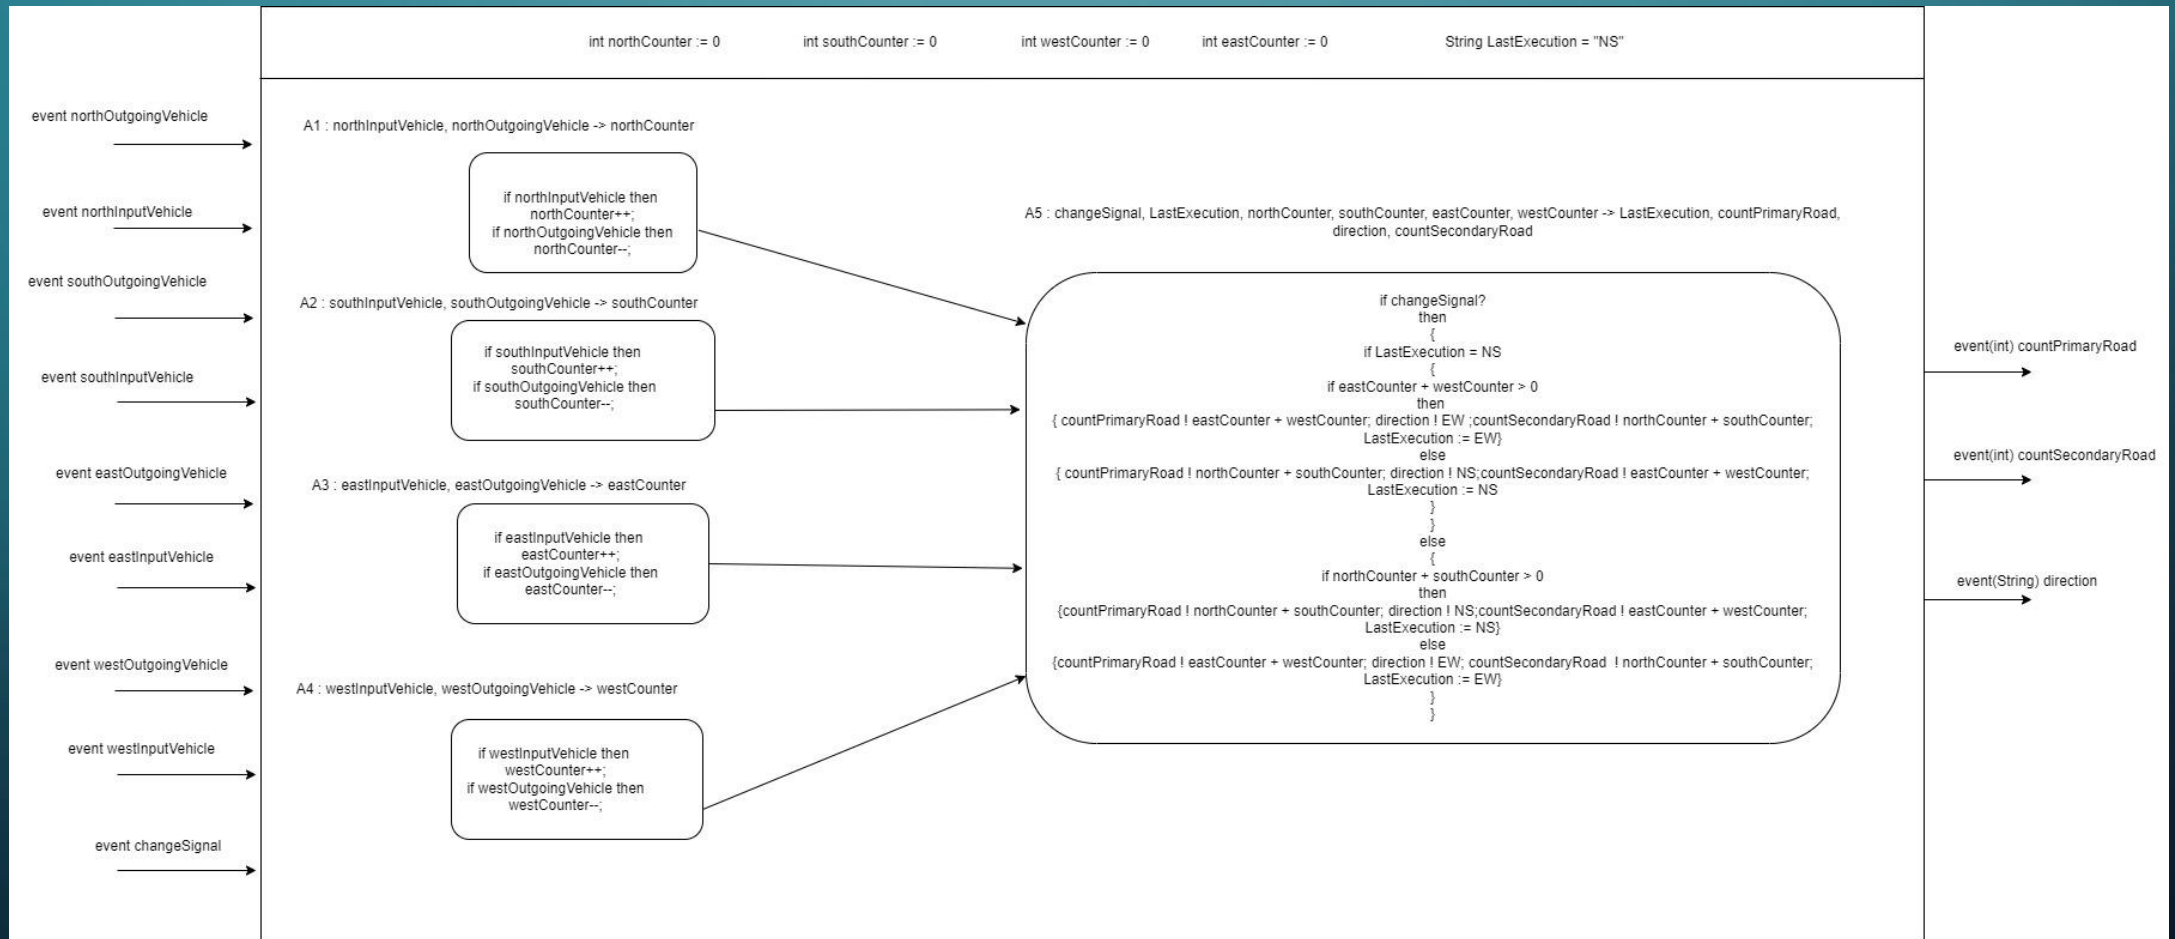 int northCounter := 0
int southCounter := 0
int westCounter := 0
int eastCounter := 0
String LastExecution = "NS"
event northOutgoingVehicle
event northInputVehicle
event southOutgoingVehicle
event southInputVehicle
event eastOutgoingVehicle
event eastInputVehicle
event westOutgoingVehicle
event westInputVehicle
event changeSignal
A1 : northInputVehicle, northOutgoingVehicle -> northCounter
if northInputVehicle then
northCounter++;
if northOutgoingVehicle then
northCounter--;
A2 : southInputVehicle, southOutgoingVehicle -> southCounter
if southInputVehicle then
southCounter++;
if southOutgoingVehicle then
southCounter--;
A3 : eastInputVehicle, eastOutgoingVehicle -> eastCounter
if eastInputVehicle then
eastCounter++;
if eastOutgoingVehicle then
eastCounter--;
A4 : westInputVehicle, westOutgoingVehicle -> westCounter
if westInputVehicle then
westCounter++;
if westOutgoingVehicle then
westCounter--;
A5 : changeSignal, LastExecution, northCounter, southCounter, eastCounter, westCounter -> LastExecution, countPrimaryRoad,
direction, countSecondaryRoad
if changeSignal?
then
{
if LastExecution = NS
{
if eastCounter + westCounter > 0
then
{ countPrimaryRoad ! eastCounter + westCounter; direction ! EW ;countSecondaryRoad ! northCounter + southCounter;
LastExecution := EW}
else
{ countPrimaryRoad ! northCounter + southCounter; direction ! NS;countSecondaryRoad ! eastCounter + westCounter;
LastExecution := NS
}
}
else
{
if northCounter + southCounter > 0
then
{countPrimaryRoad ! northCounter + southCounter; direction ! NS;countSecondaryRoad ! eastCounter + westCounter;
LastExecution := NS}
else
{countPrimaryRoad ! eastCounter + westCounter; direction ! EW; countSecondaryRoad  ! northCounter + southCounter;
LastExecution := EW}
}
}
event(int) countPrimaryRoad
event(int) countSecondaryRoad
event(String) direction